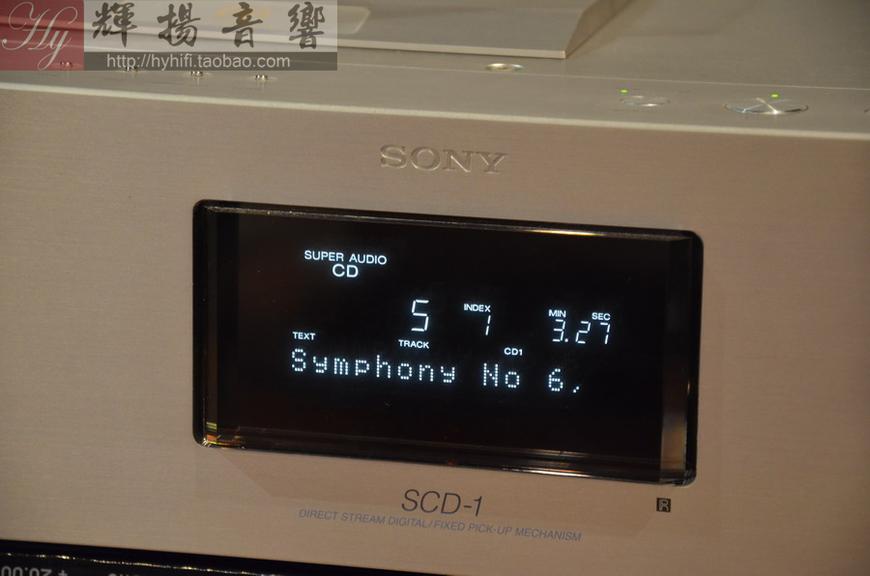 Hy 輝揚音響
http://hyhifi.taobao.com
SONY
SUPER AUDIO
CD
5 INDEX 1 MIN SEC 3.27
TEXT TRACK CD1
Symphony No 6,
SCD-1
DIRECT STREAM DIGITAL/FIXED PICK-UP MECHANISM